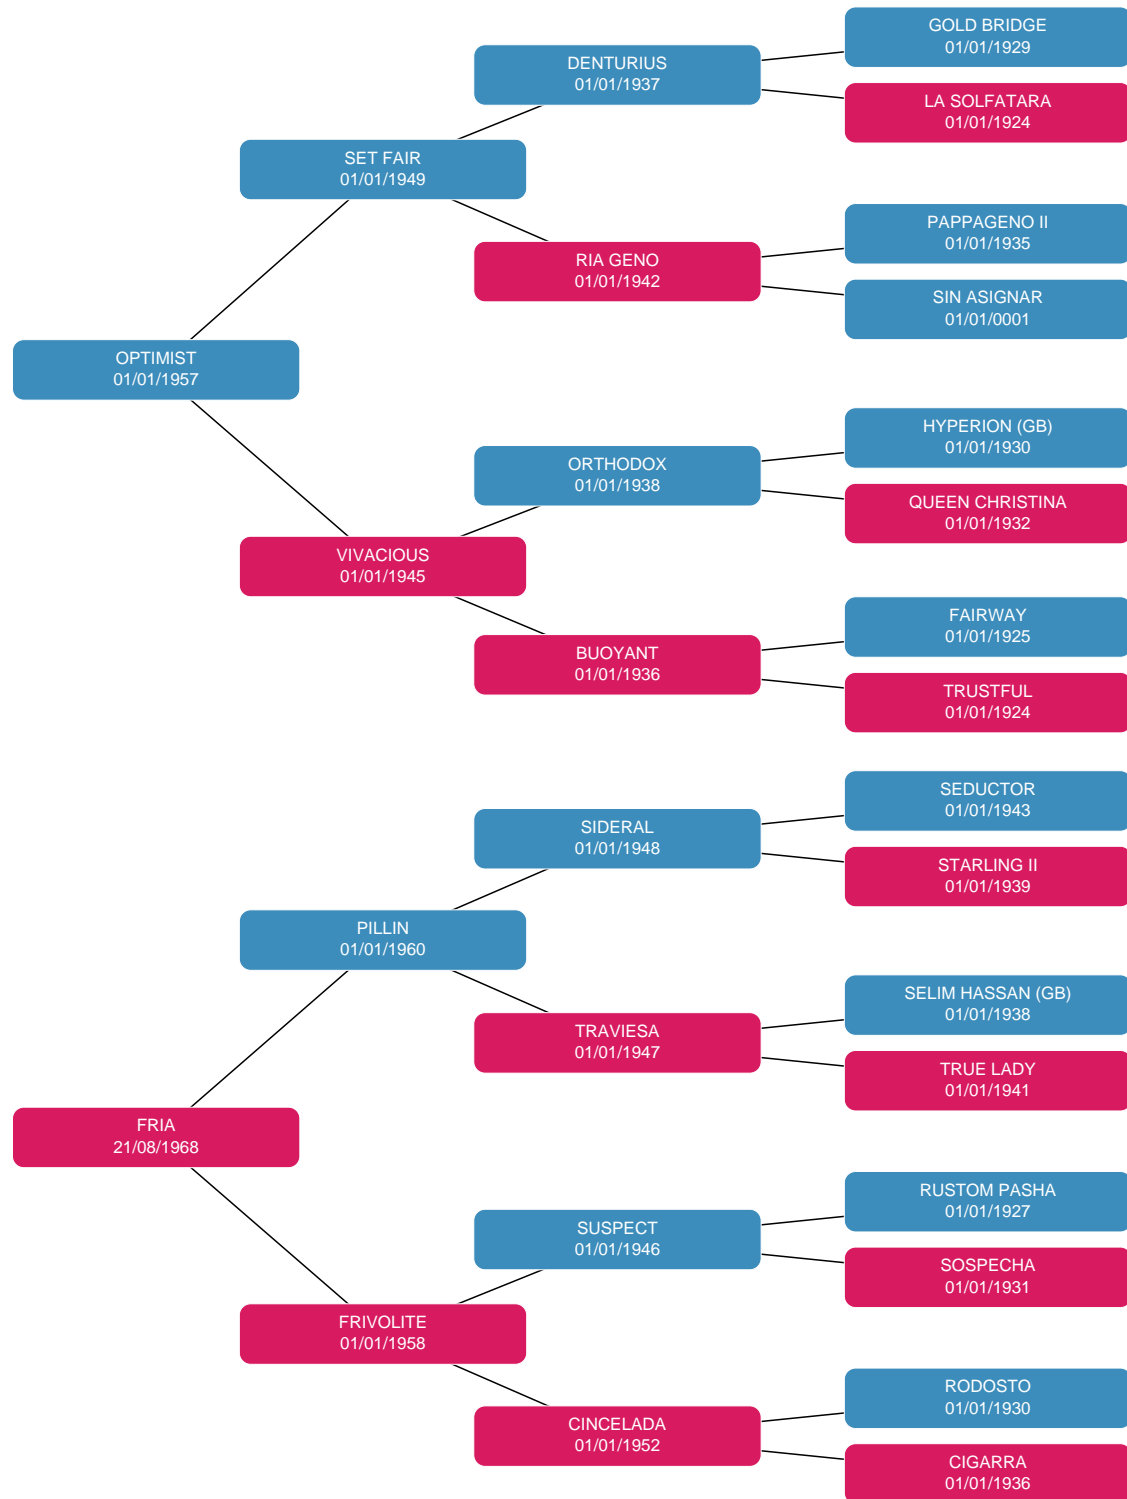 GOLD BRIDGE
01/01/1929
DENTURIUS
01/01/1937
LA SOLFATARA
01/01/1924
SET FAIR
01/01/1949
PAPPAGENO II
01/01/1935
RIA GENO
01/01/1942
SIN ASIGNAR
01/01/0001
OPTIMIST
01/01/1957
HYPERION (GB)
01/01/1930
ORTHODOX
01/01/1938
QUEEN CHRISTINA
01/01/1932
VIVACIOUS
01/01/1945
FAIRWAY
01/01/1925
BUOYANT
01/01/1936
TRUSTFUL
01/01/1924
SEDUCTOR
01/01/1943
SIDERAL
01/01/1948
STARLING II
01/01/1939
PILLIN
01/01/1960
SELIM HASSAN (GB)
01/01/1938
TRAVIESA
01/01/1947
TRUE LADY
01/01/1941
FRIA
21/08/1968
RUSTOM PASHA
01/01/1927
SUSPECT
01/01/1946
SOSPECHA
01/01/1931
FRIVOLITE
01/01/1958
RODOSTO
01/01/1930
CINCELADA
01/01/1952
CIGARRA
01/01/1936